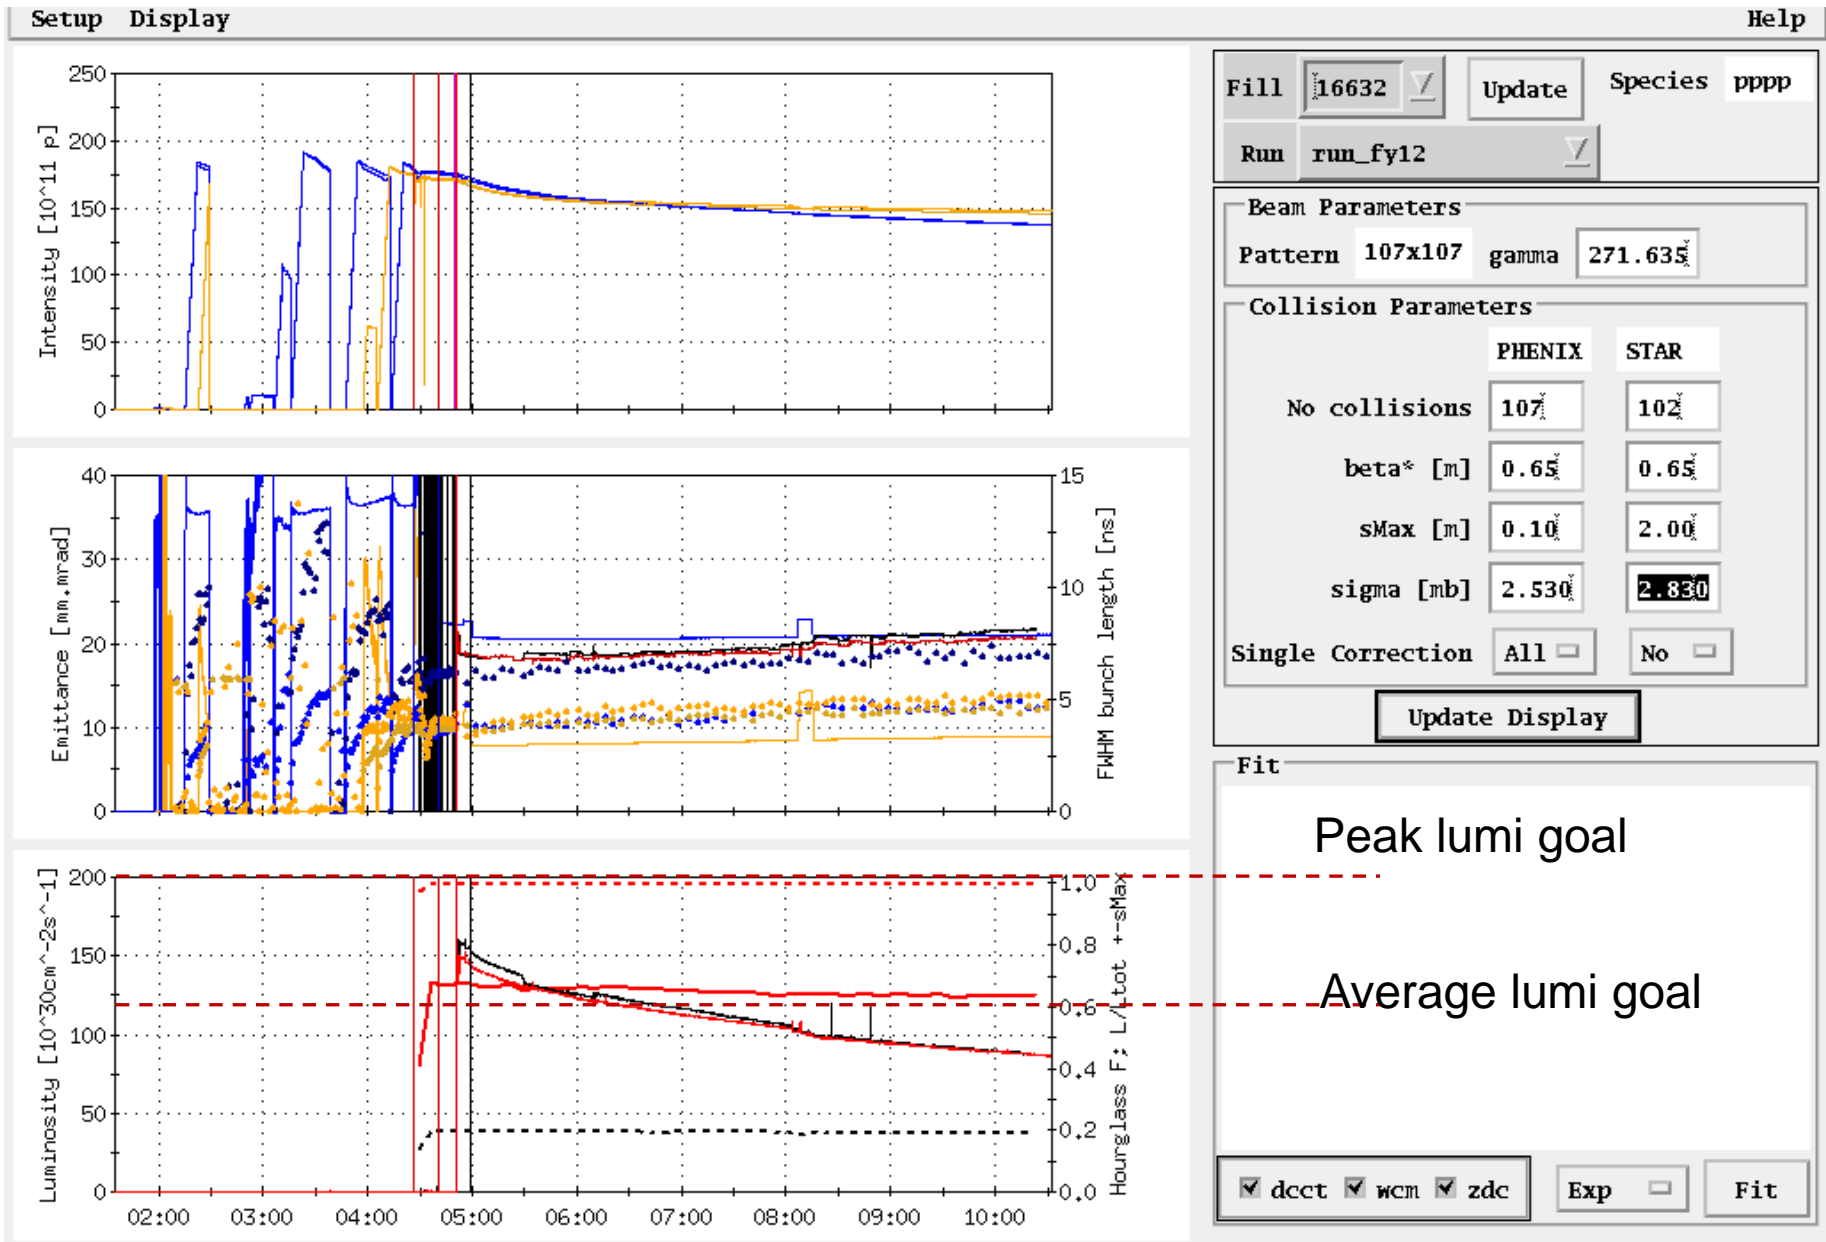 Setup Display Help
250
200
150
100
50
0
Intensity [10^11 p]
40
30
20
10
0
Emittance [mm.mrad]
15
10
5
0
FWHM bunch length [ns]
200
150
100
50
0
Luminosity [10^30cm^-2s^-1]
1.0
0.8
0.6
0.4
0.2
0.0
Hourglass F; L/Ltot +-sMax
02:00 03:00 04:00 05:00 06:00 07:00 08:00 09:00 10:00
Fill 16632 Update Species pppp
Run run_fy12
Beam Parameters
Pattern 107x107 gamma 271.635
Collision Parameters
PHENIX STAR
No collisions 107 102
beta* [m] 0.65 0.65
sMax [m] 0.10 2.00
sigma [mb] 2.530 2.830
Single Correction All No
Update Display
Fit
Peak lumi goal
Average lumi goal
dcct wcm zdc Exp Fit